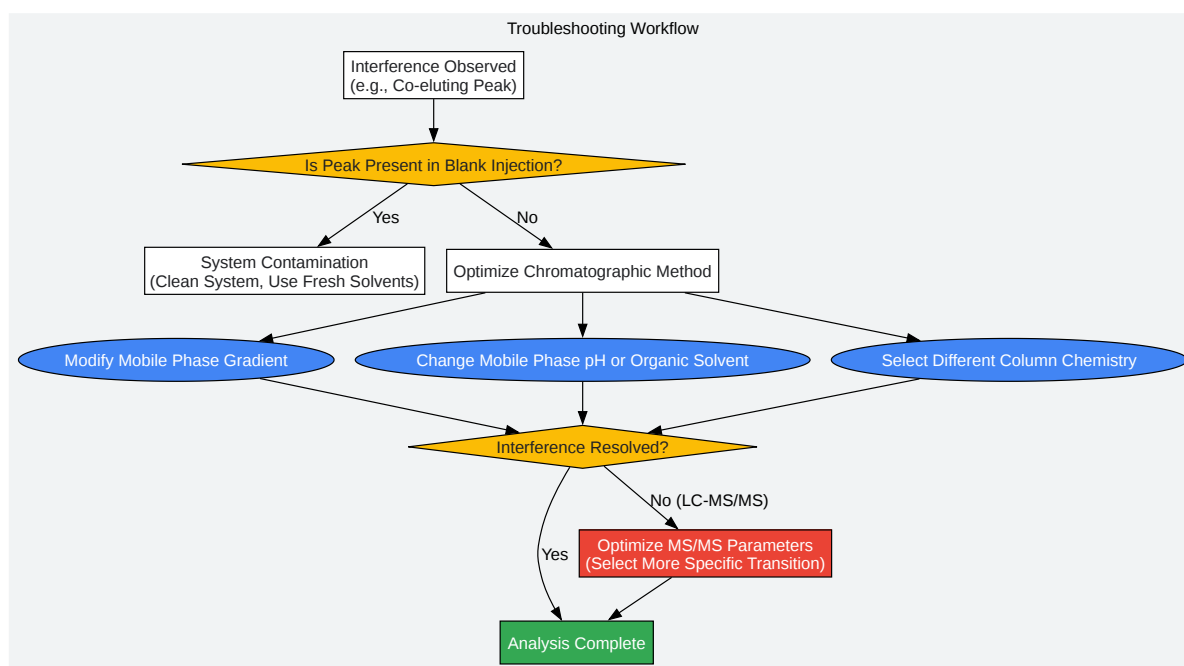 Troubleshooting Workflow
Interference Observed
(e.g., Co-eluting Peak)
Is Peak Present in Blank Injection?
Yes
No
System Contamination
(Clean System, Use Fresh Solvents)
Optimize Chromatographic Method
Modify Mobile Phase Gradient
Change Mobile Phase pH or Organic Solvent
Select Different Column Chemistry
Interference Resolved?
No (LC-MS/MS)
Yes
Optimize MS/MS Parameters
(Select More Specific Transition)
Analysis Complete